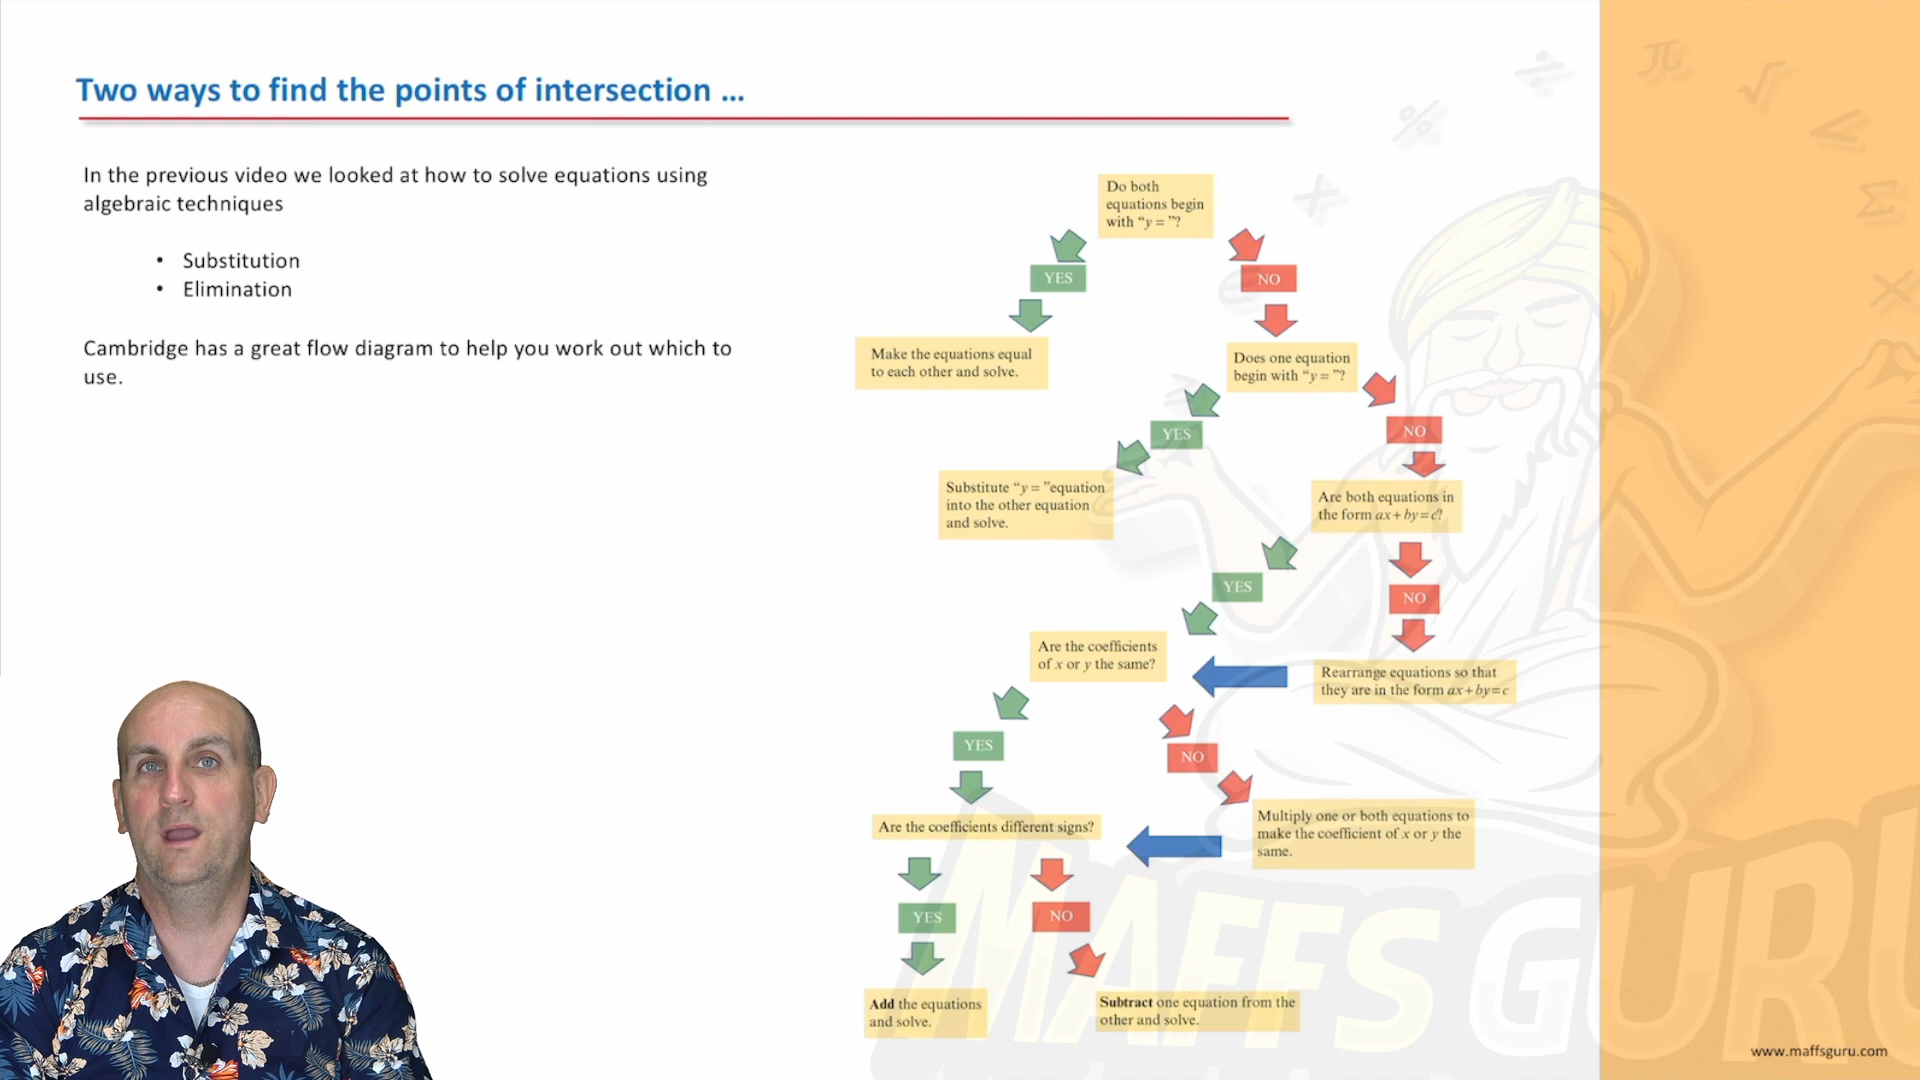 Two ways to find the points of intersection ...
In the previous video we looked at how to solve equations using
algebraic techniques
• Substitution
• Elimination
Cambridge has a great flow diagram to help you work out which to
use.
Do both
equations begin
with “y = ”?
YES
NO
Make the equations equal
to each other and solve.
Does one equation
begin with “y = ”?
YES
NO
Substitute “y = ”equation
into the other equation
and solve.
Are both equations in
the form ax + by = c?
YES
NO
Are the coefficients
of x or y the same?
Rearrange equations so that
they are in the form ax + by = c
YES
NO
Are the coefficients different signs?
Multiply one or both equations to
make the coefficient of x or y the
same.
YES
NO
Add the equations
and solve.
Subtract one equation from the
other and solve.
MAFFS GURU
www.maffsguru.com